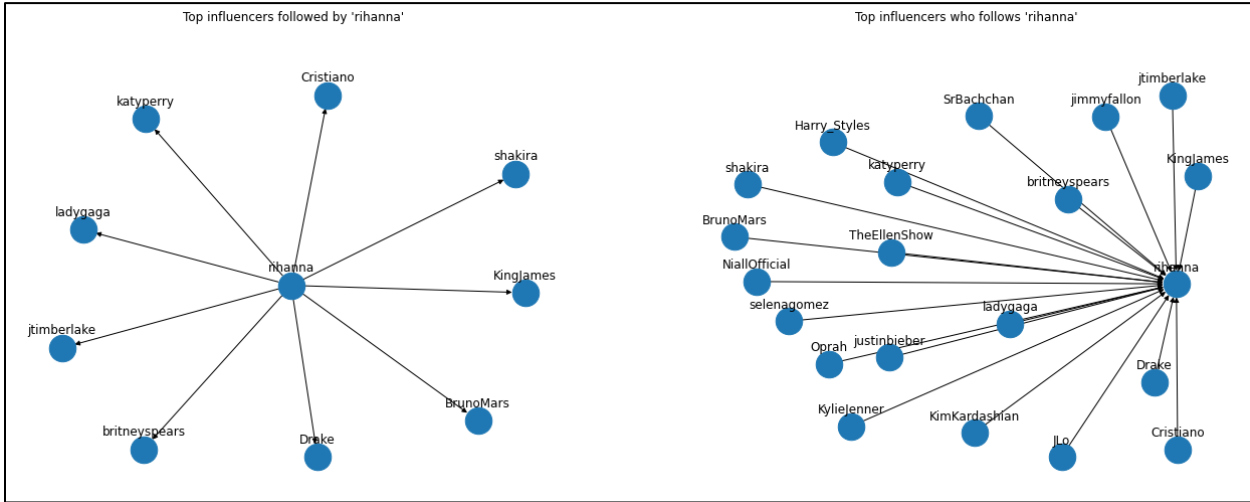 Top influencers followed by 'rihanna'
Cristiano
katyperry
shakira
ladygaga
rihanna
KingJames
jtimberlake
BrunoMars
britneyspears
Drake
Top influencers who follows 'rihanna'
jtimberlake
SrBachchan
jimmyfallon
Harry_Styles
shakira
katyperry
KingJames
britneyspears
BrunoMars
TheEllenShow
NiallOfficial
rihanna
selenagomez
ladygaga
Oprah
justinbieber
Drake
KylieJenner
KimKardashian
JLo
Cristiano